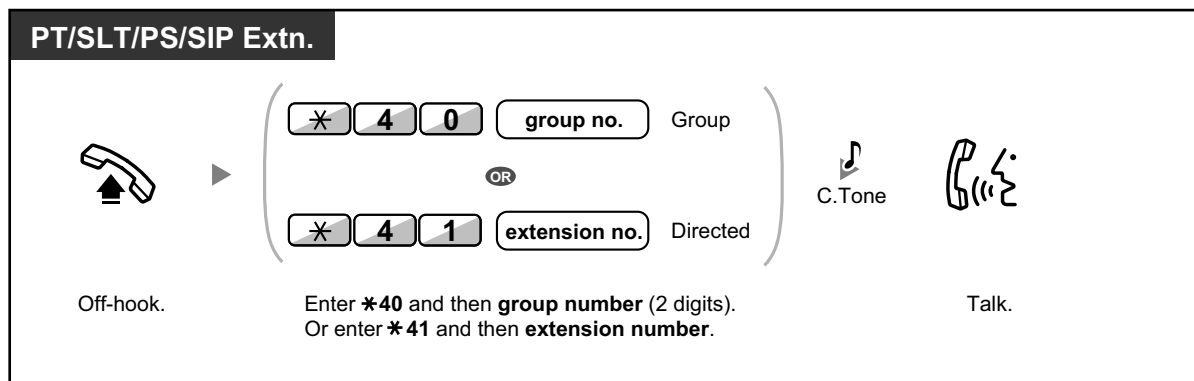 PT/SLT/PS/SIP Extn.
* 4 0 group no. Group
OR
* 4 1 extension no. Directed
C.Tone
Off-hook.
Enter *40 and then group number (2 digits).
Or enter *41 and then extension number.
Talk.